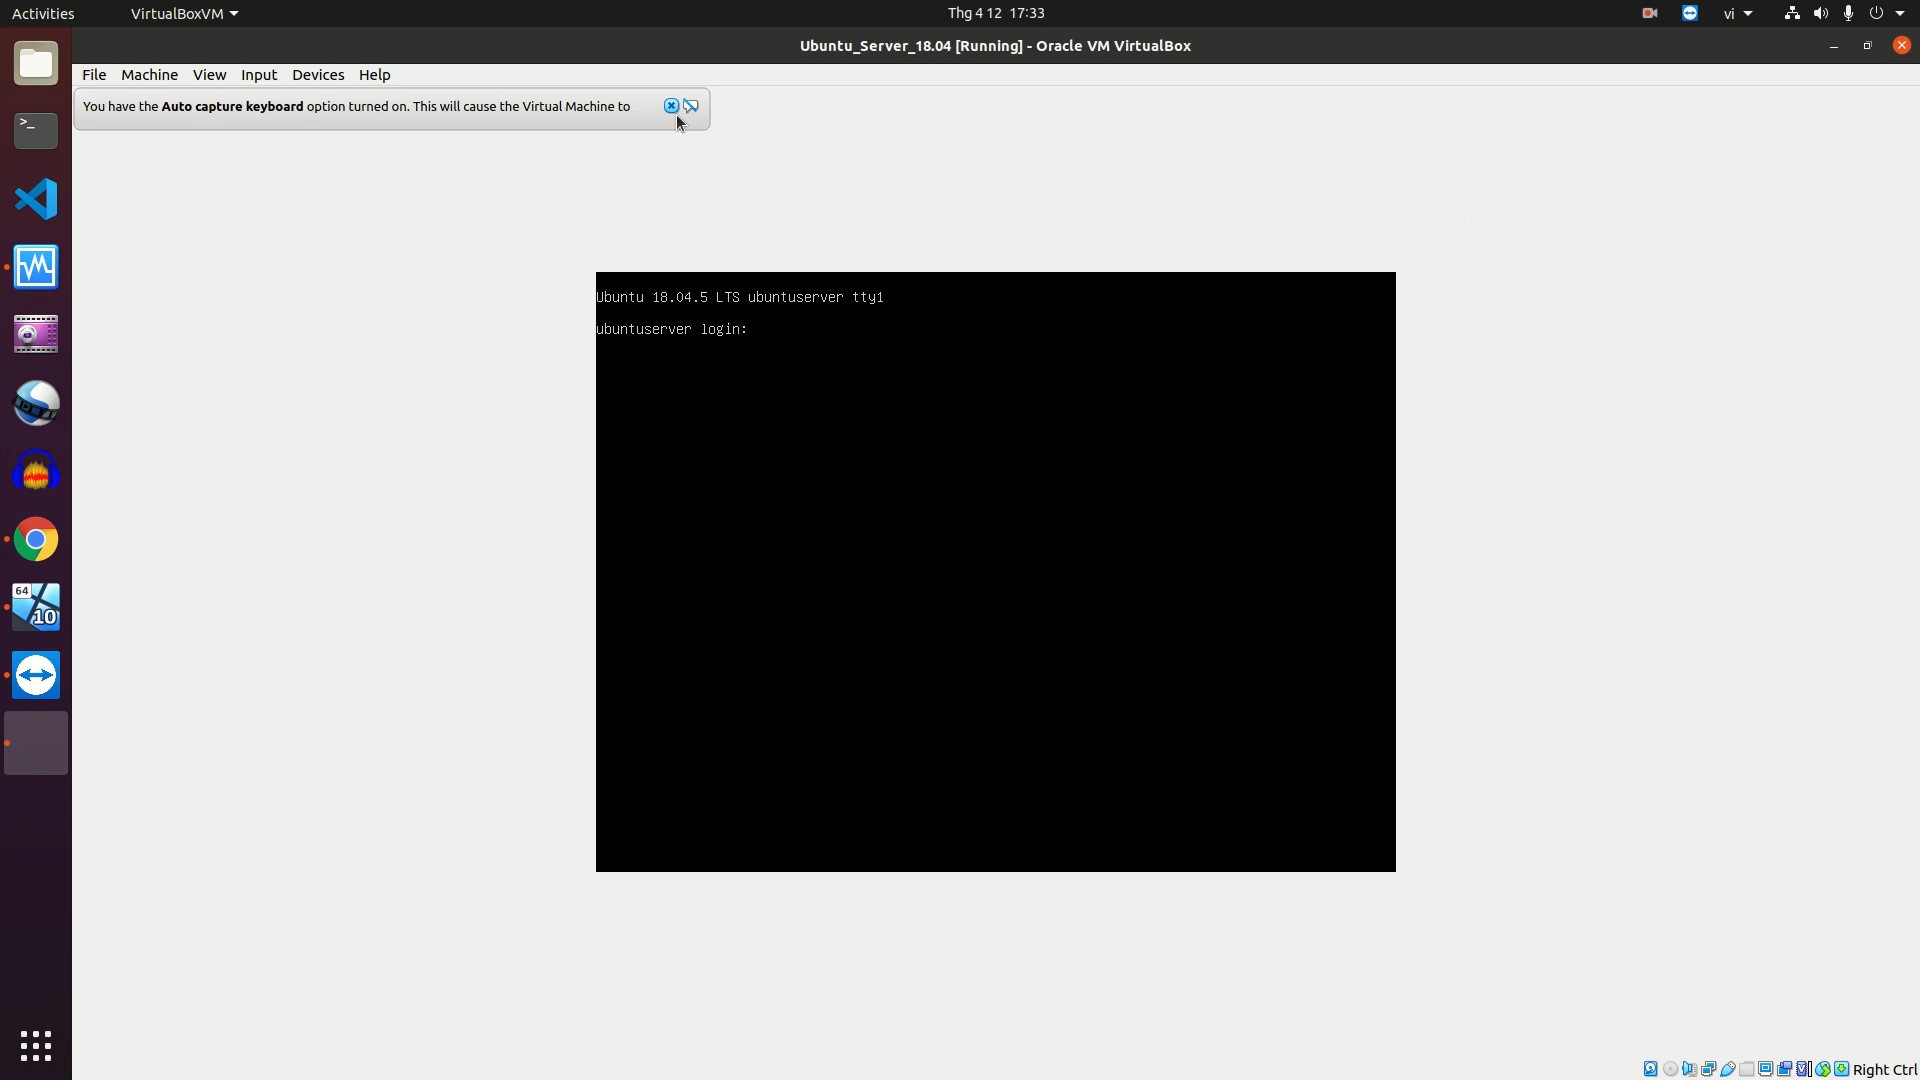 Activities
VirtualBoxVM
Thg 4 12 17:33
vi
Ubuntu_Server_18.04 [Running] - Oracle VM VirtualBox
File Machine View Input Devices Help
You have the Auto capture keyboard option turned on. This will cause the Virtual Machine to
>_
Ubuntu 18.04.5 LTS ubuntuserver tty1
ubuntuserver login:
64
10
Right Ctrl